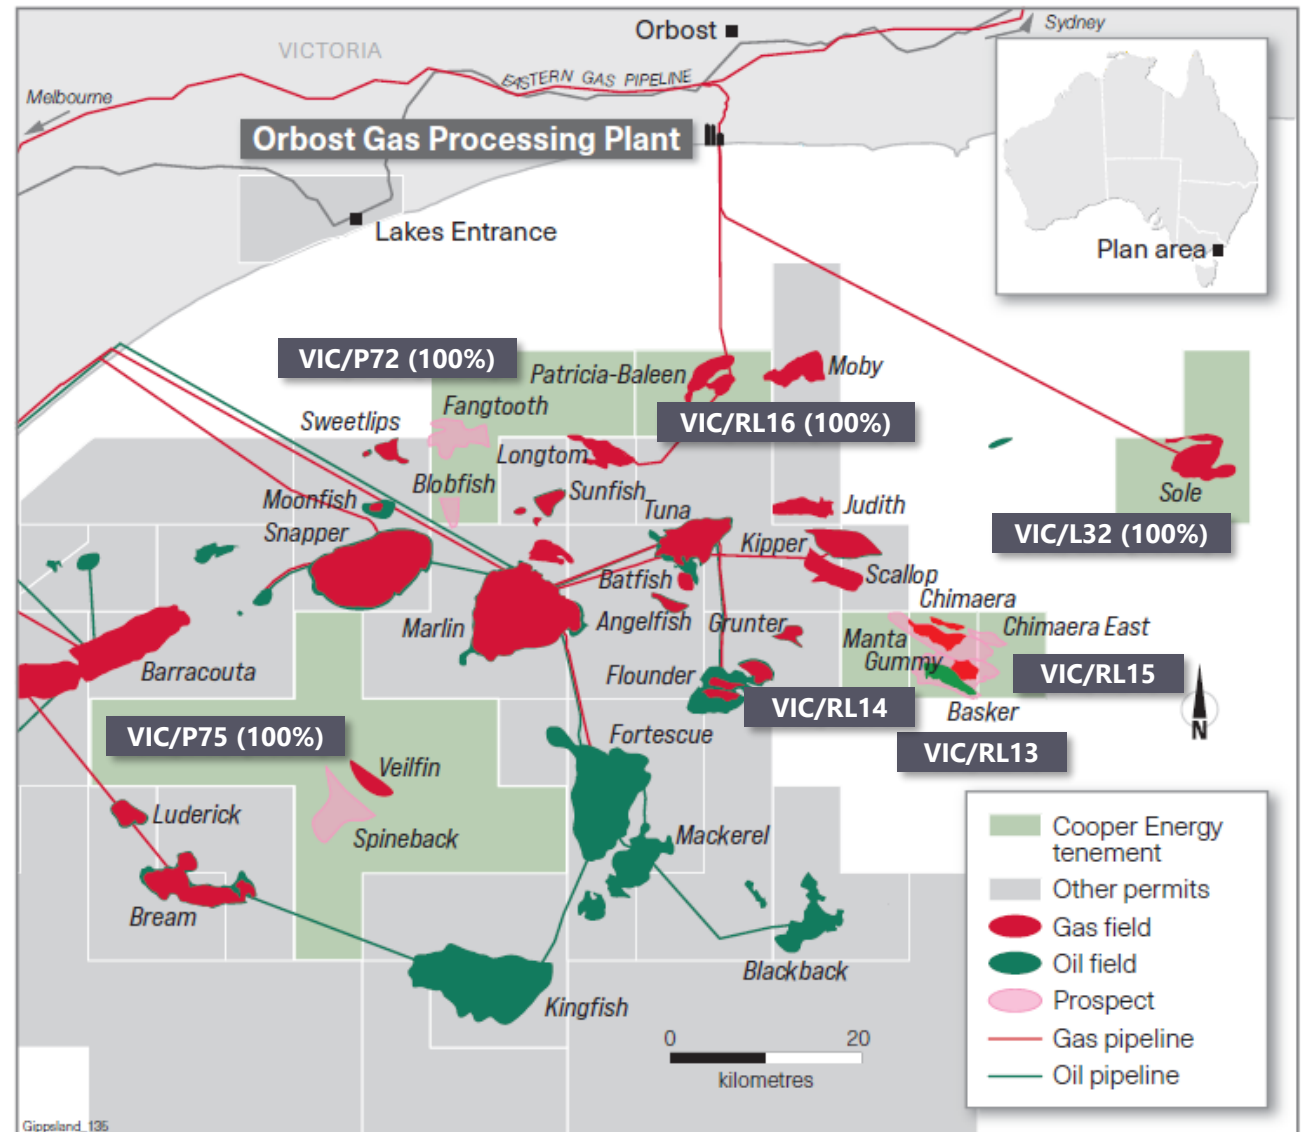 Orbost
Sydney
VICTORIA
EASTERN GAS PIPELINE
Melbourne
Orbost Gas Processing Plant
Lakes Entrance
Plan area
VIC/P72 (100%)
Patricia-Baleen
Moby
Fangtooth
Sweetlips
VIC/RL16 (100%)
Longtom
Blobfish
Sole
Moonfish
Sunfish
Judith
Snapper
Tuna
VIC/L32 (100%)
Kipper
Batfish
Scallop
Chimaera
Marlin
Angelfish
Grunter
Manta
Chimaera East
Gummy
Barracouta
Flounder
VIC/RL15
VIC/RL14
Basker
N
VIC/P75 (100%)
Fortescue
VIC/RL13
Veilfin
Luderick
Spineback
Mackerel
Bream
Blackback
Kingfish
0 20
kilometres
Cooper Energy
tenement
Other permits
Gas field
Oil field
Prospect
Gas pipeline
Oil pipeline
Gippsland_135